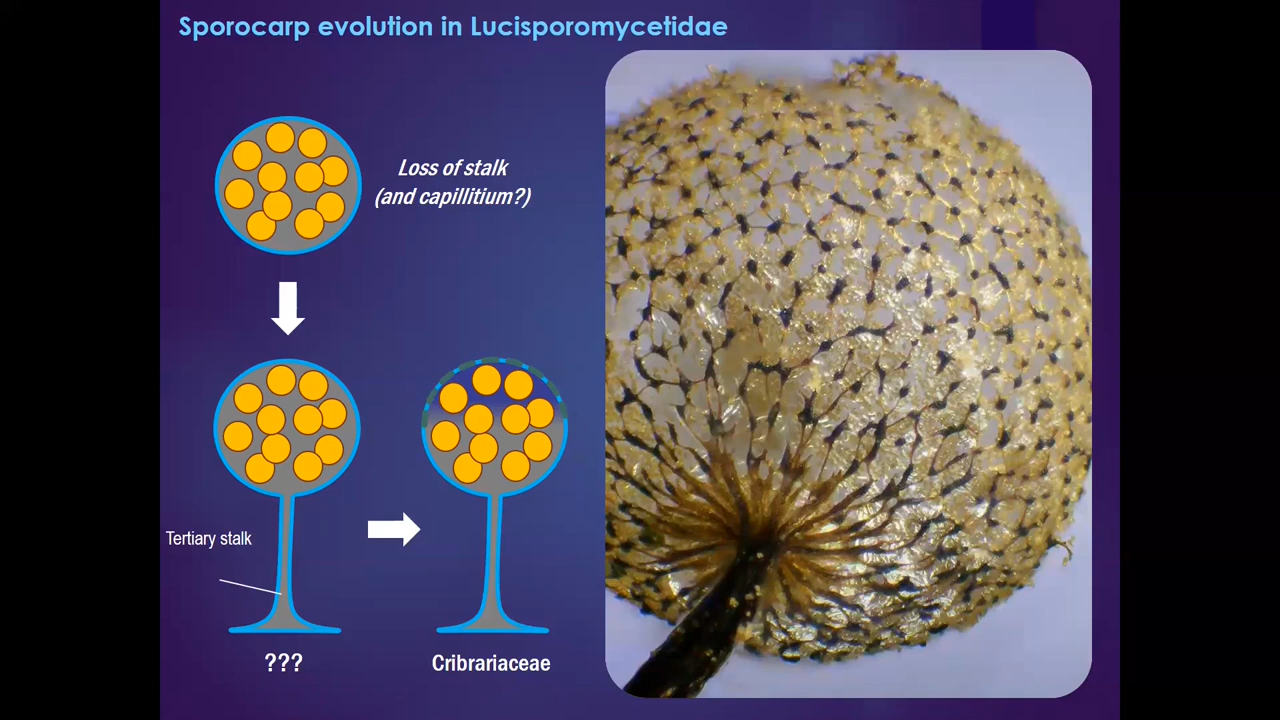 Sporocarp evolution in Lucisporomycetidae
Loss of stalk
(and capillitium?)
Tertiary stalk
???
Cribrariaceae